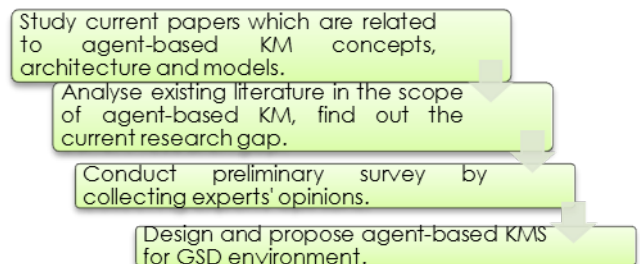 Study current papers which are related
to agent-based KM concepts,
architecture and models.
Analyse existing literature in the scope
of agent-based KM, find out the
current research gap.
Conduct preliminary survey by
collecting experts' opinions.
Design and propose agent-based KMS
for GSD environment.